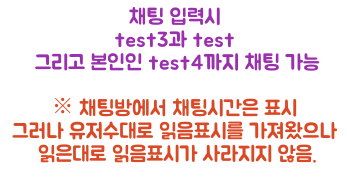 채팅 입력시
test3과 test
그리고 본인인 test4까지 채팅 가능
※ 채팅방에서 채팅시간은 표시
그러나 유저수대로 읽음표시를 가져왔으나
읽은대로 읽음표시가 사라지지 않음.